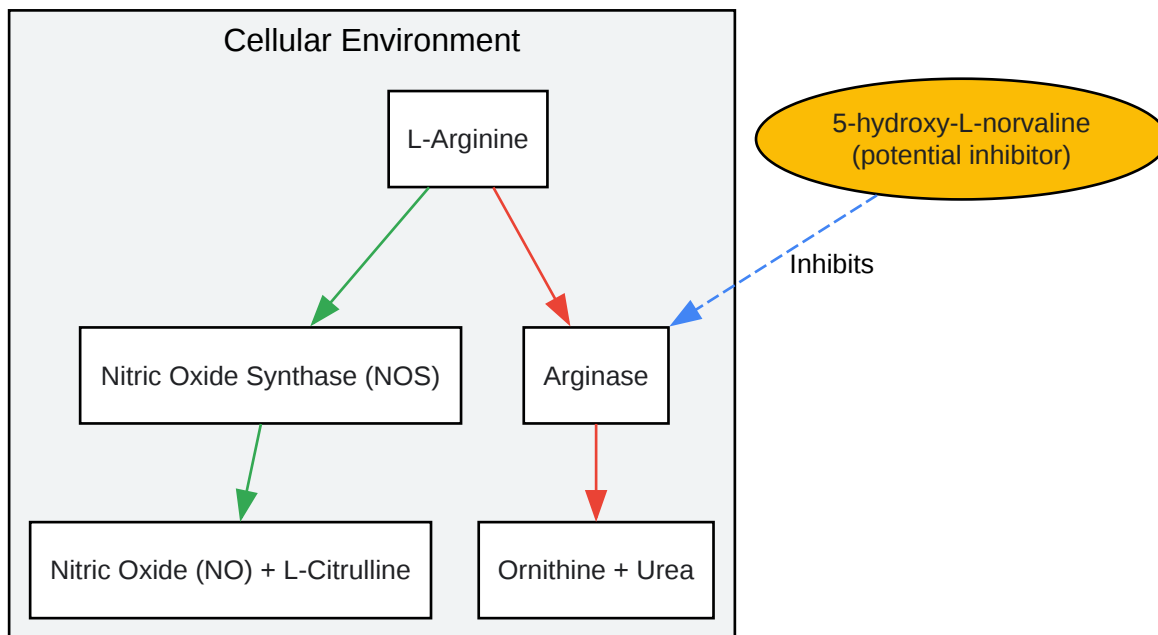 Cellular Environment
L-Arginine
5-hydroxy-L-norvaline
(potential inhibitor)
Inhibits
Nitric Oxide Synthase (NOS)
Arginase
Nitric Oxide (NO) + L-Citrulline
Ornithine + Urea